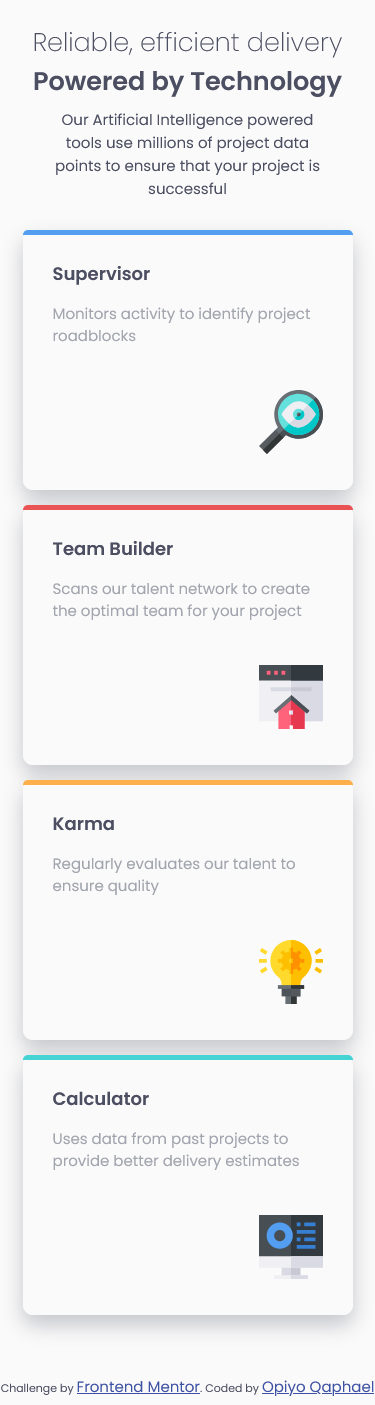 Reliable, efficient delivery
Powered by Technology
Our Artificial Intelligence powered
tools use millions of project data
points to ensure that your project is
successful
Supervisor
Monitors activity to identify project
roadblocks
Team Builder
Scans our talent network to create
the optimal team for your project
Karma
Regularly evaluates our talent to
ensure quality
Calculator
Uses data from past projects to
provide better delivery estimates
Challenge by Frontend Mentor. Coded by Opiyo Qaphael